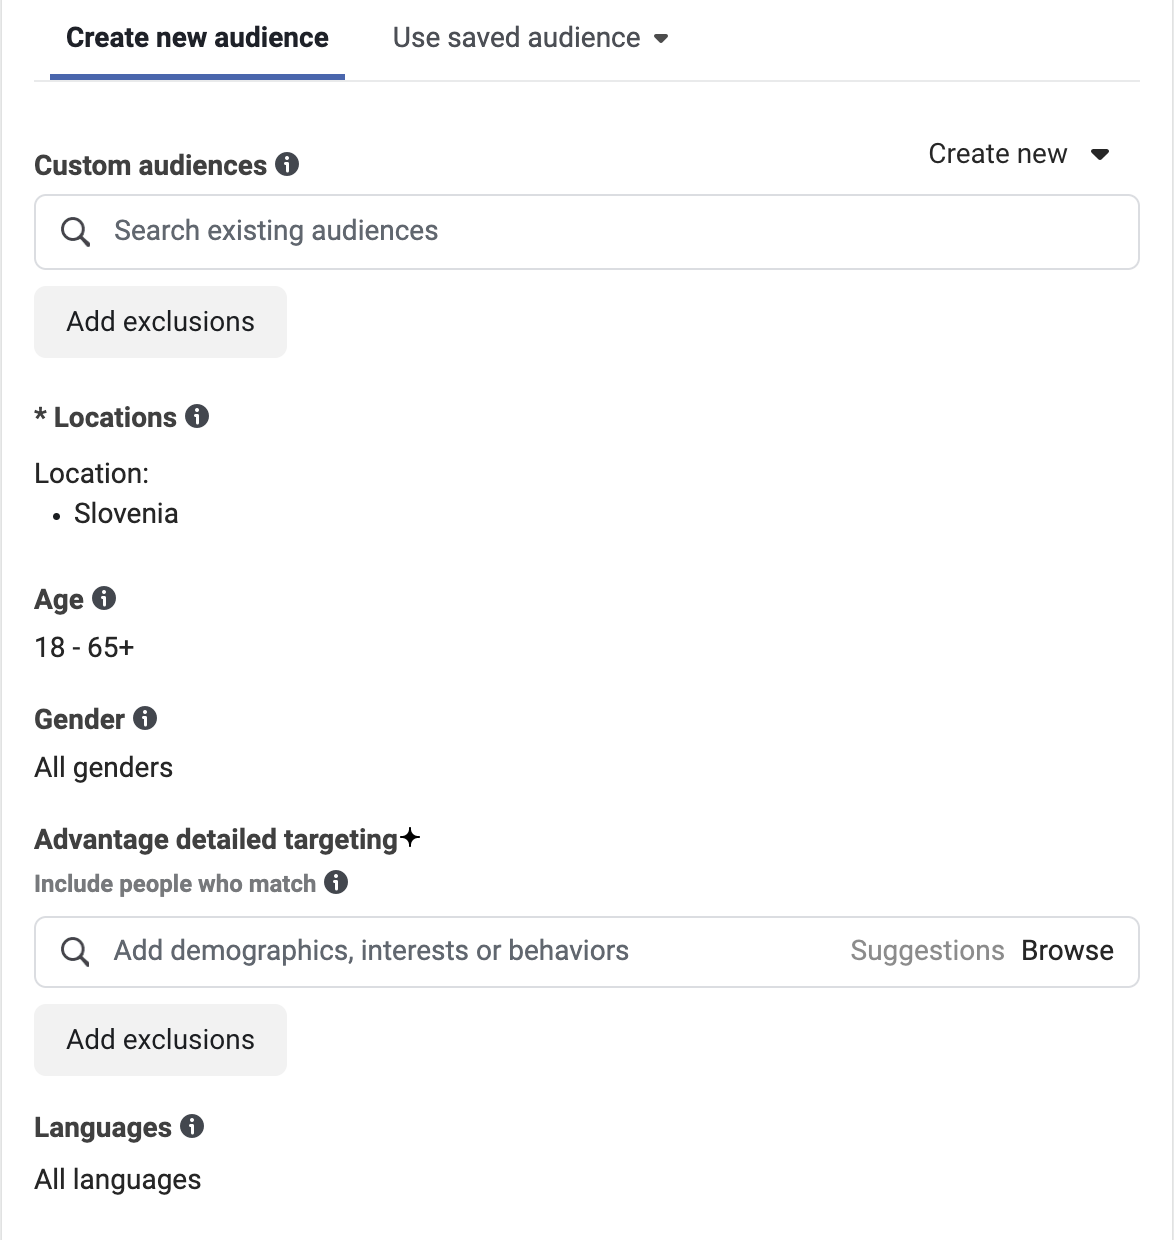 Create new audience Use saved audience
Create new
Custom audiences
Search existing audiences
Add exclusions
* Locations
Location:
• Slovenia
Age
18 - 65+
Gender
All genders
Advantage detailed targeting
Include people who match
Add demographics, interests or behaviors Suggestions Browse
Add exclusions
Languages
All languages